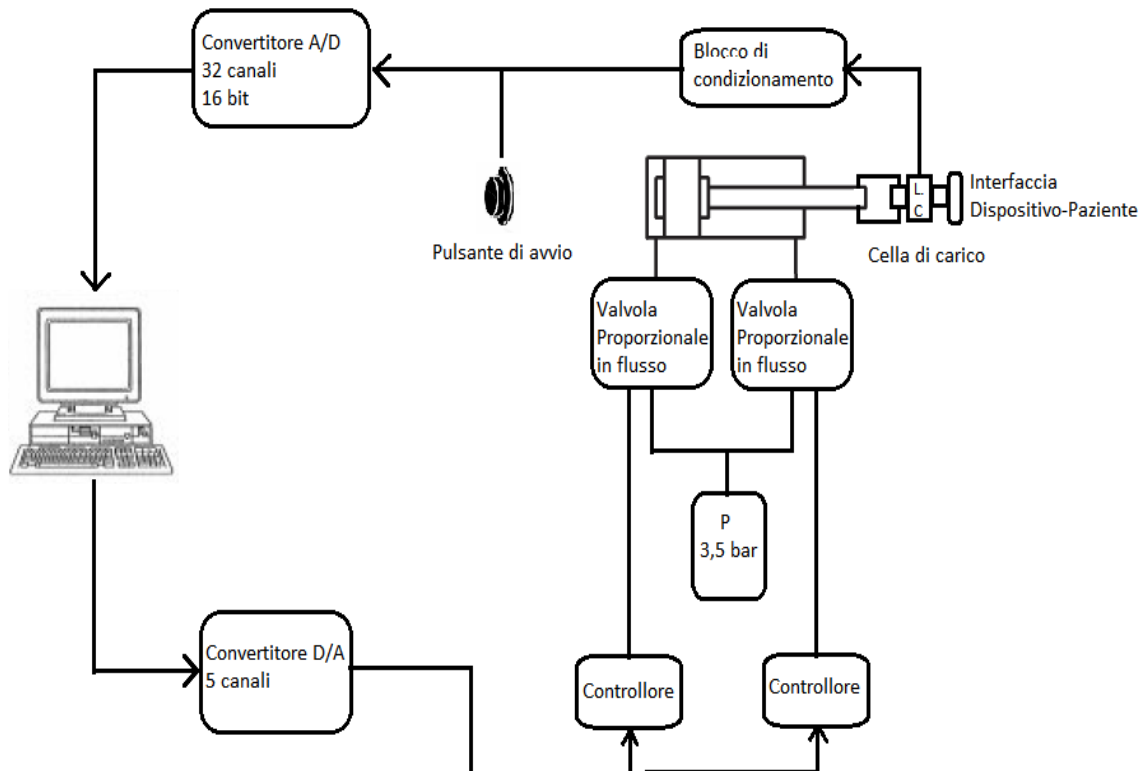 Convertitore A/D
32 canali
16 bit
Blocco di
condizionamento
L.
C
Interfaccia
Dispositivo-Paziente
Pulsante di avvio
Cella di carico
Valvola
Proporzionale
in flusso
Valvola
Proporzionale
in flusso
P
3,5 bar
Convertitore D/A
5 canali
Controllore
Controllore